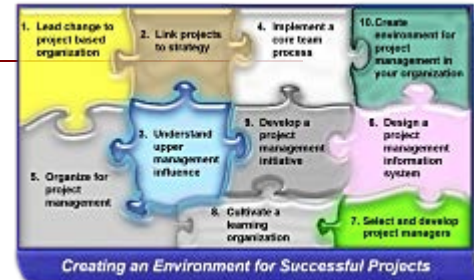 1. Lead change to
project based
organization
2. Link projects
to strategy
4. Implement a
core team
process
10.Create
environment for
project
management in
your organization
3. Understand
upper
management
influence
9. Develop a
project
management
initiative
6. Design a
project
management
information
system
5. Organize for
project
management
8. Cultivate a
learning
organization
7. Select and develop
project managers
Creating an Environment for Successful Projects